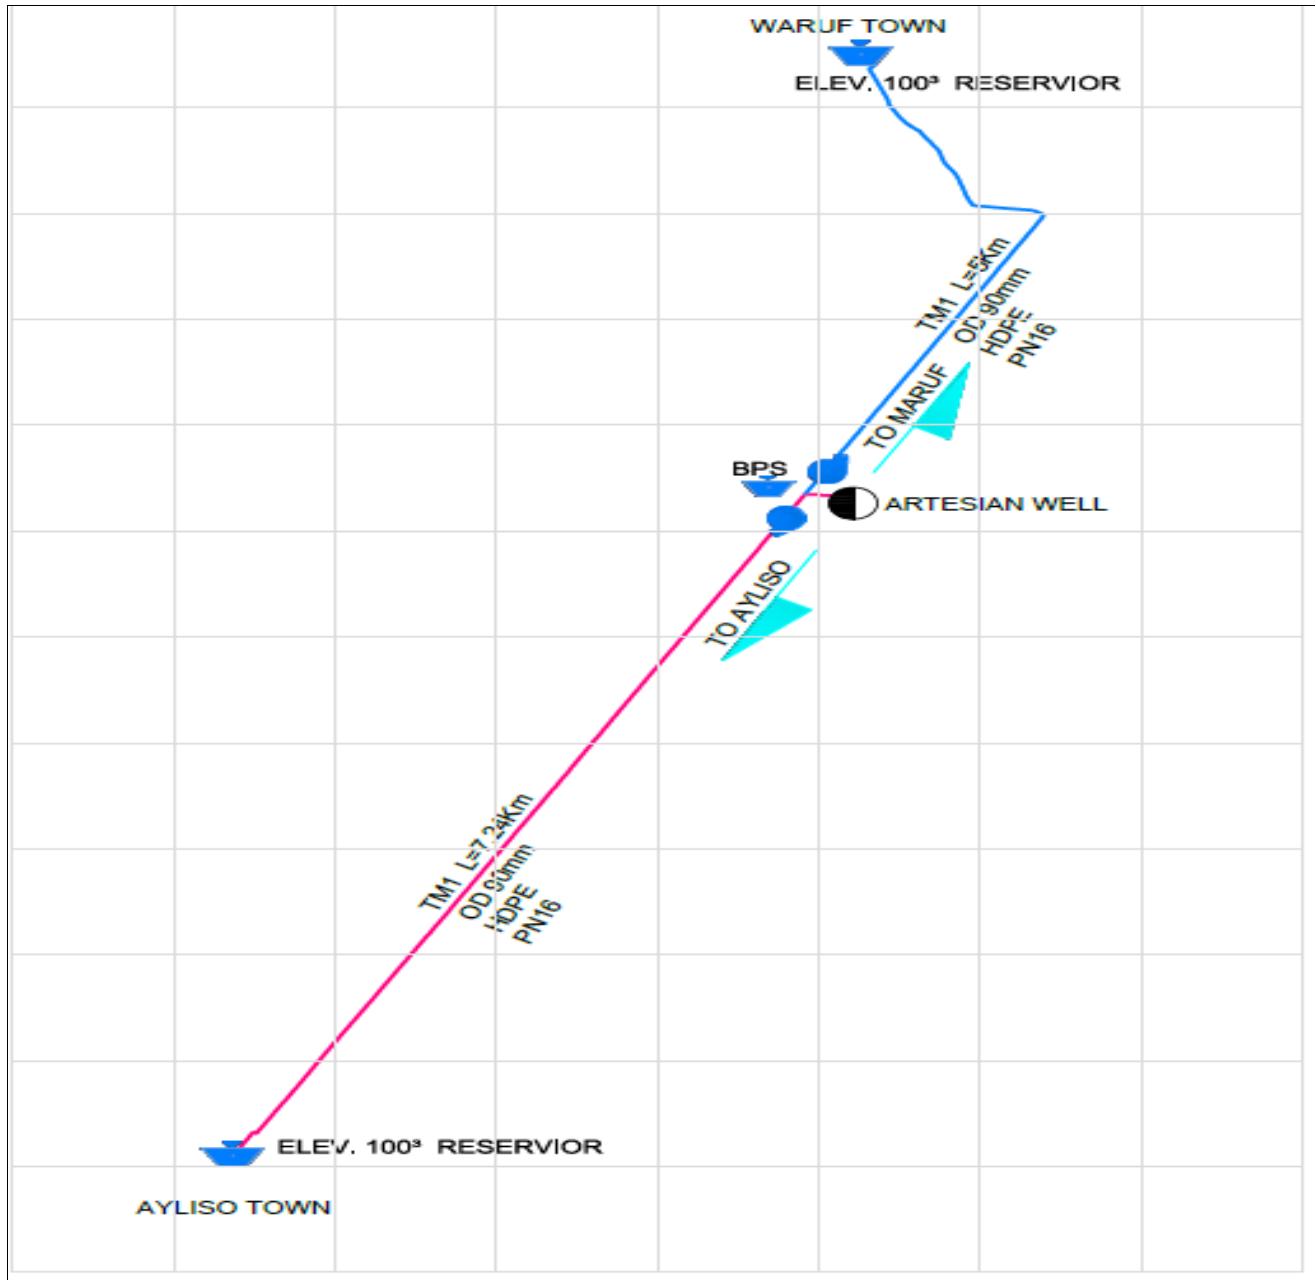 WARUF TOWN
ELEV. 100³ RESERVIOR
TM1 L=5Km
OD 90mm
HDPE
PN16
TO MARUF
BPS
ARTESIAN WELL
TO AYLISO
TM1 L=7.24Km
OD 90mm
HDPE
PN16
ELEV. 100³ RESERVIOR
AYLISO TOWN